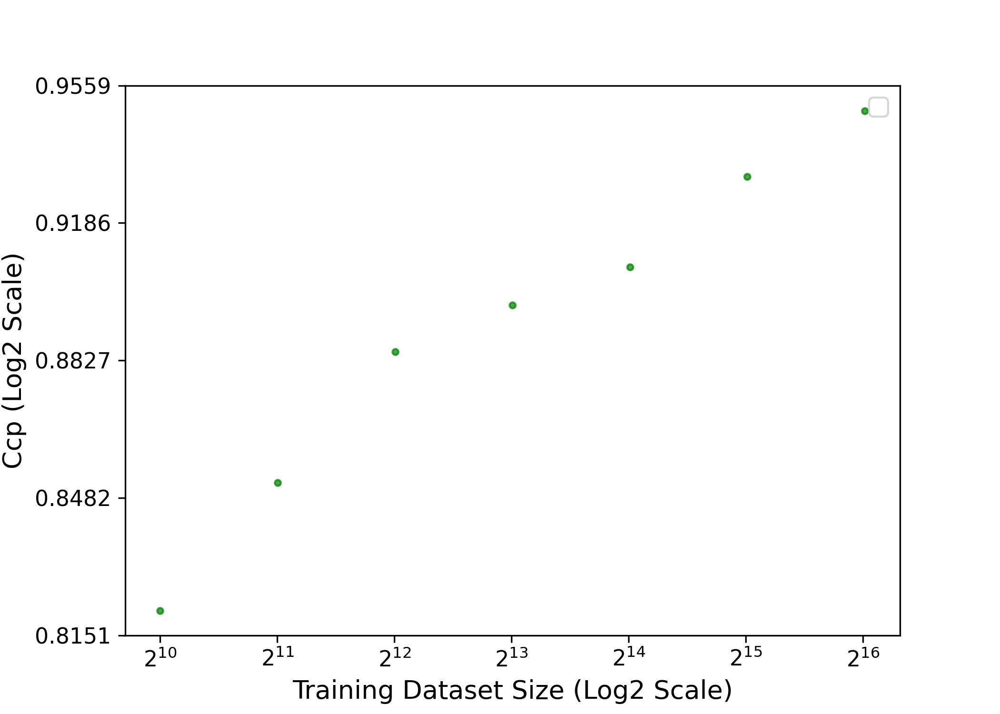 0.9559
0.9186
0.8827
0.8482
0.8151
Ccp (Log2 Scale)
2¹⁰ 2¹¹ 2¹² 2¹³ 2¹⁴ 2¹⁵ 2¹⁶
Training Dataset Size (Log2 Scale)